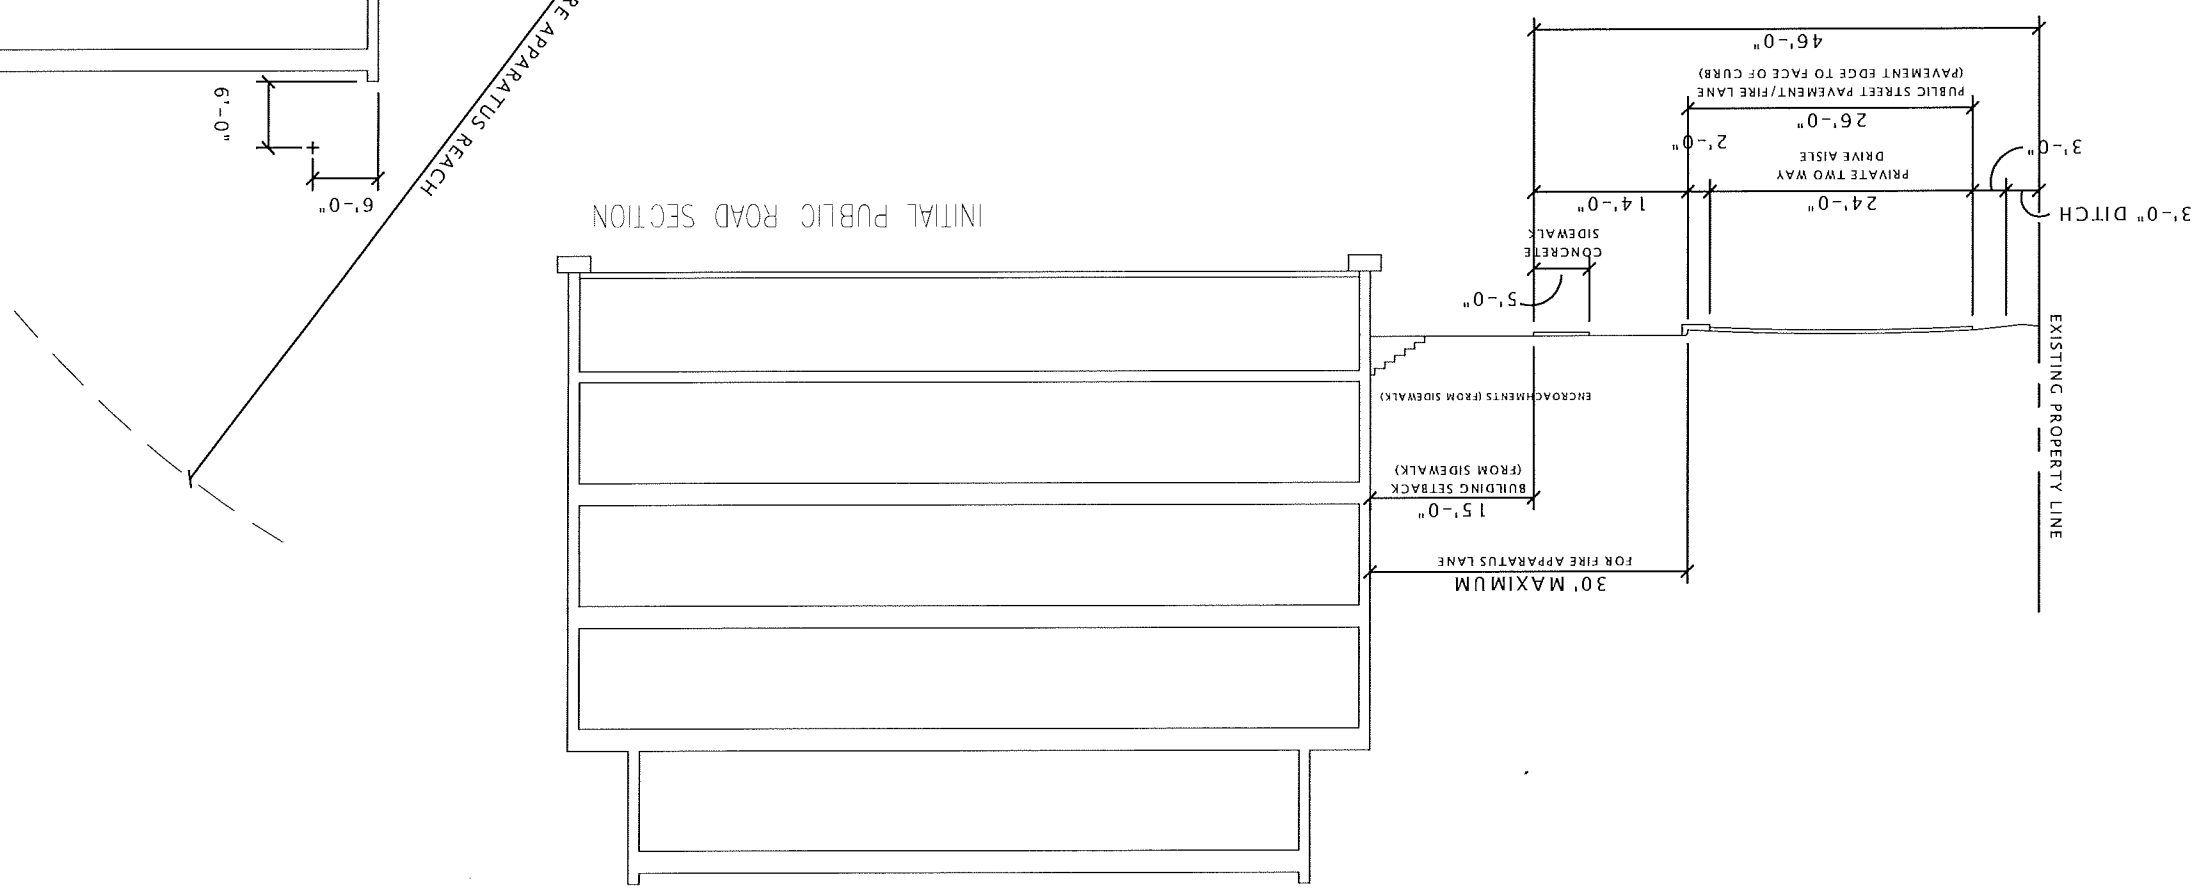 30' MAXIMUM
FOR FIRE APPARATUS LANE
15'-0"
BUILDING SETBACK
(FROM SIDEWALK)
ENCROACHMENTS (FROM SIDEWALK)
EXISTING PROPERTY LINE
5'-0"
CONCRETE
SIDEWALK
3'-0" DITCH
3'-0"
24'-0"
PRIVATE TWO WAY
DRIVE AISLE
2'-0"
14'-0"
26'-0"
PUBLIC STREET PAVEMENT/FIRE LANE
(PAVEMENT EDGE TO FACE OF CURB)
46'-0"
INITIAL PUBLIC ROAD SECTION
RE APPARATUS REACH
6'-0"
6'-0"